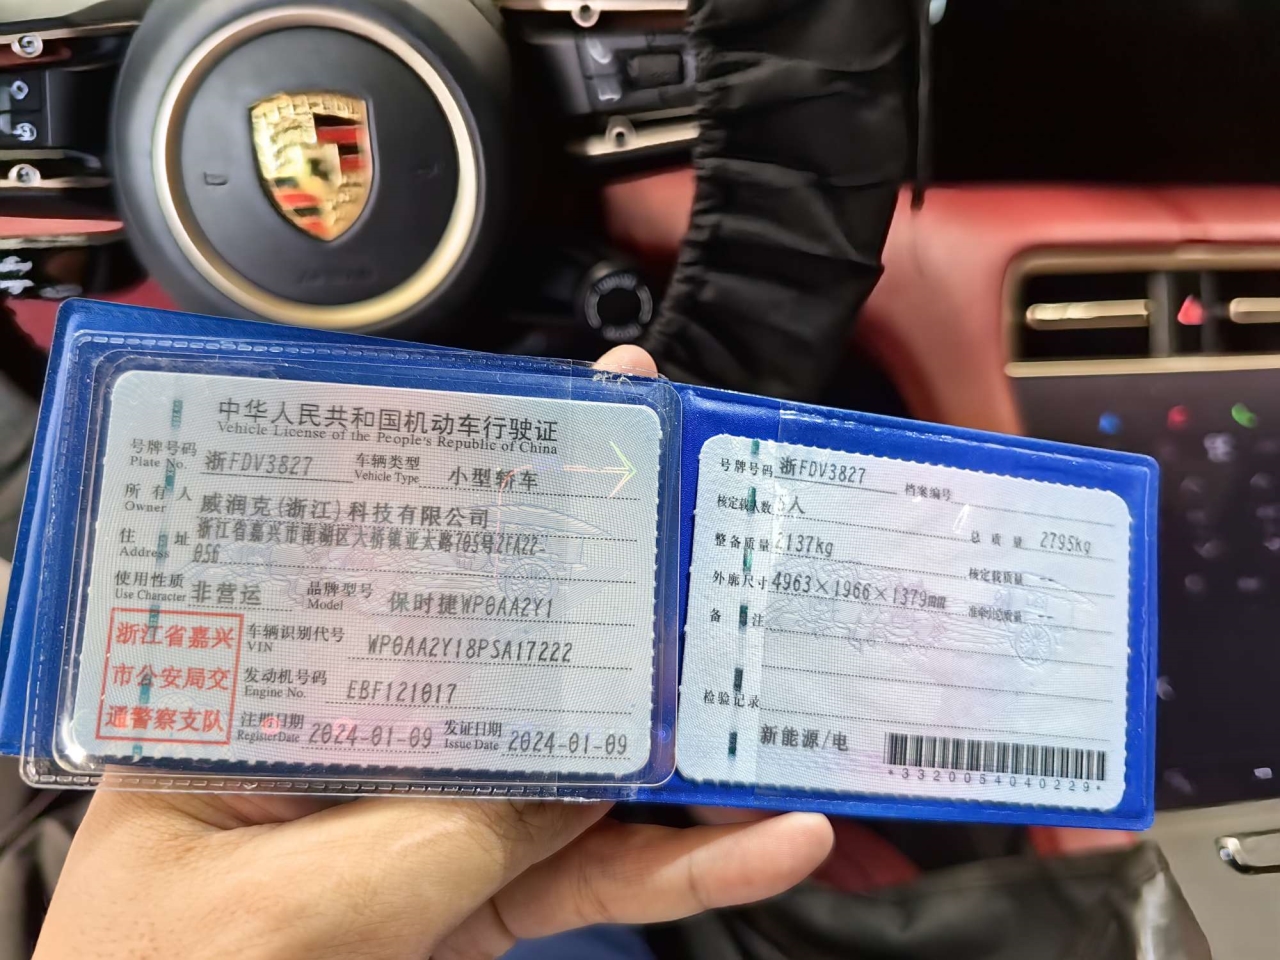 中华人民共和国机动车行驶证
Vehicle License of the People's Republic of China
号牌号码 浙FDV3827 车辆类型 小型轿车
Plate No. Vehicle Type
所有人 威润克(浙江)科技有限公司
Owner
住址 浙江省嘉兴市南湖区大桥镇亚太路705号2FA22-
Address 056
使用性质 非营运 品牌型号 保时捷WP0AA2Y1
Use Character Model
浙江省嘉兴
市公安局交
通警察支队
车辆识别代号 WP0AA2Y18PSA17222
VIN
发动机号码 EBF121017
Engine No.
注册日期 2024-01-09 发证日期 2024-01-09
Register Date Issue Date
号牌号码 浙FDV3827 档案编号
核定载人数 5人 总质量 2795kg
整备质量 2137kg 核定载质量 --
外廓尺寸 4963×1966×1379mm 准牵引总质量 --
备注
检验记录
新能源/电
*3320054040229*